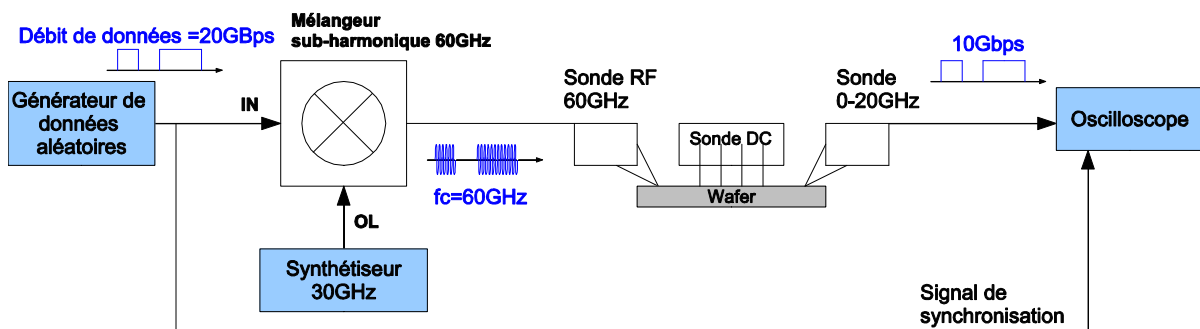 Débit de données =20GBps
Générateur de
données
aléatoires
IN
Mélangeur
sub-harmonique 60GHz
OL
Synthétiseur
30GHz
fc=60GHz
Sonde RF
60GHz
Sonde DC
Wafer
Sonde
0-20GHz
10Gbps
Oscilloscope
Signal de
synchronisation